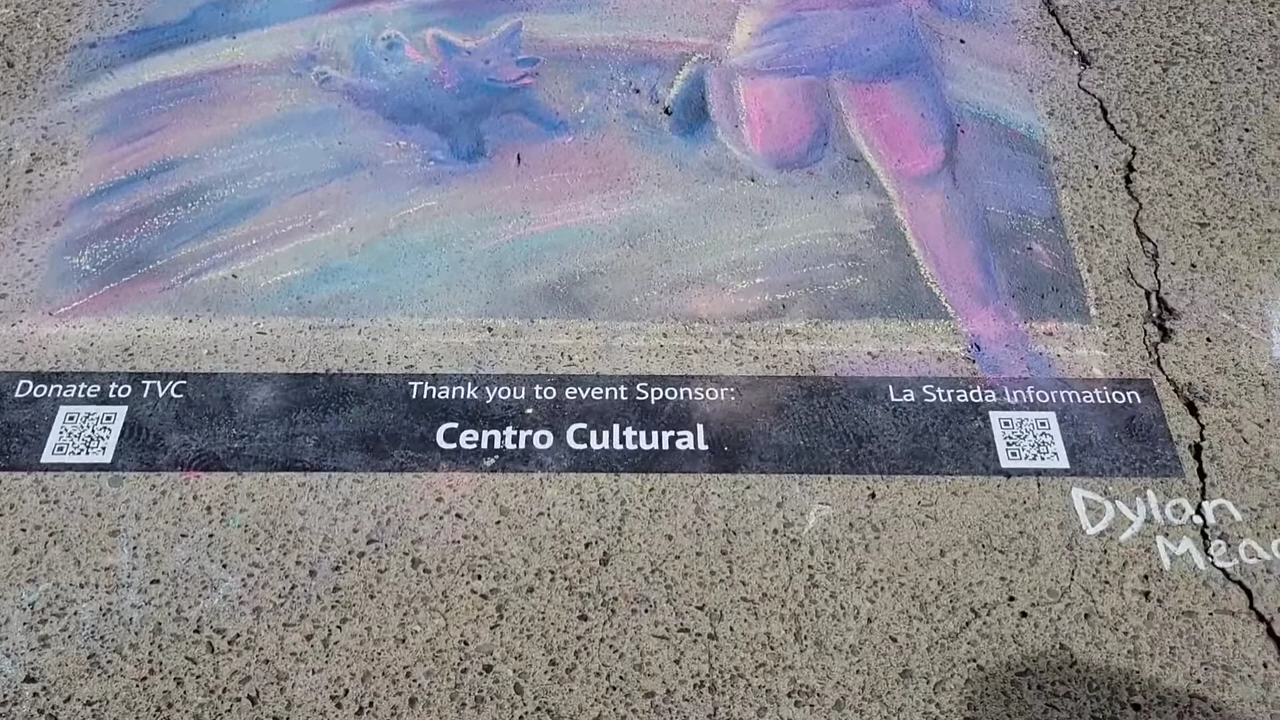 Donate to TVC
Thank you to event Sponsor:
Centro Cultural
La Strada Information
Dylan